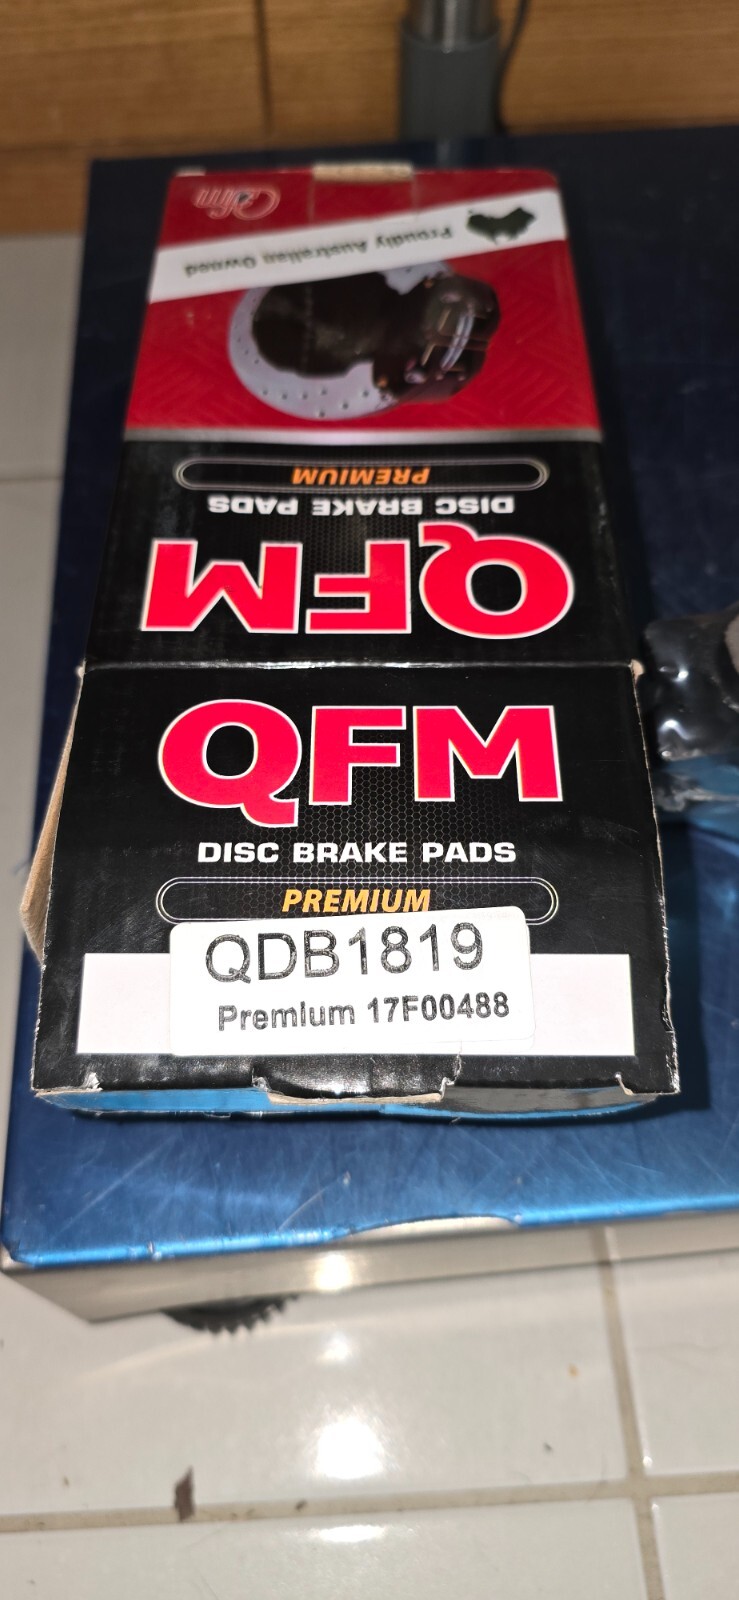 Qfm
Proudly Australian Owned
PREMIUM
DISC BRAKE PADS
QFM
QFM
DISC BRAKE PADS
PREMIUM
QDB1819
Premium 17F00488